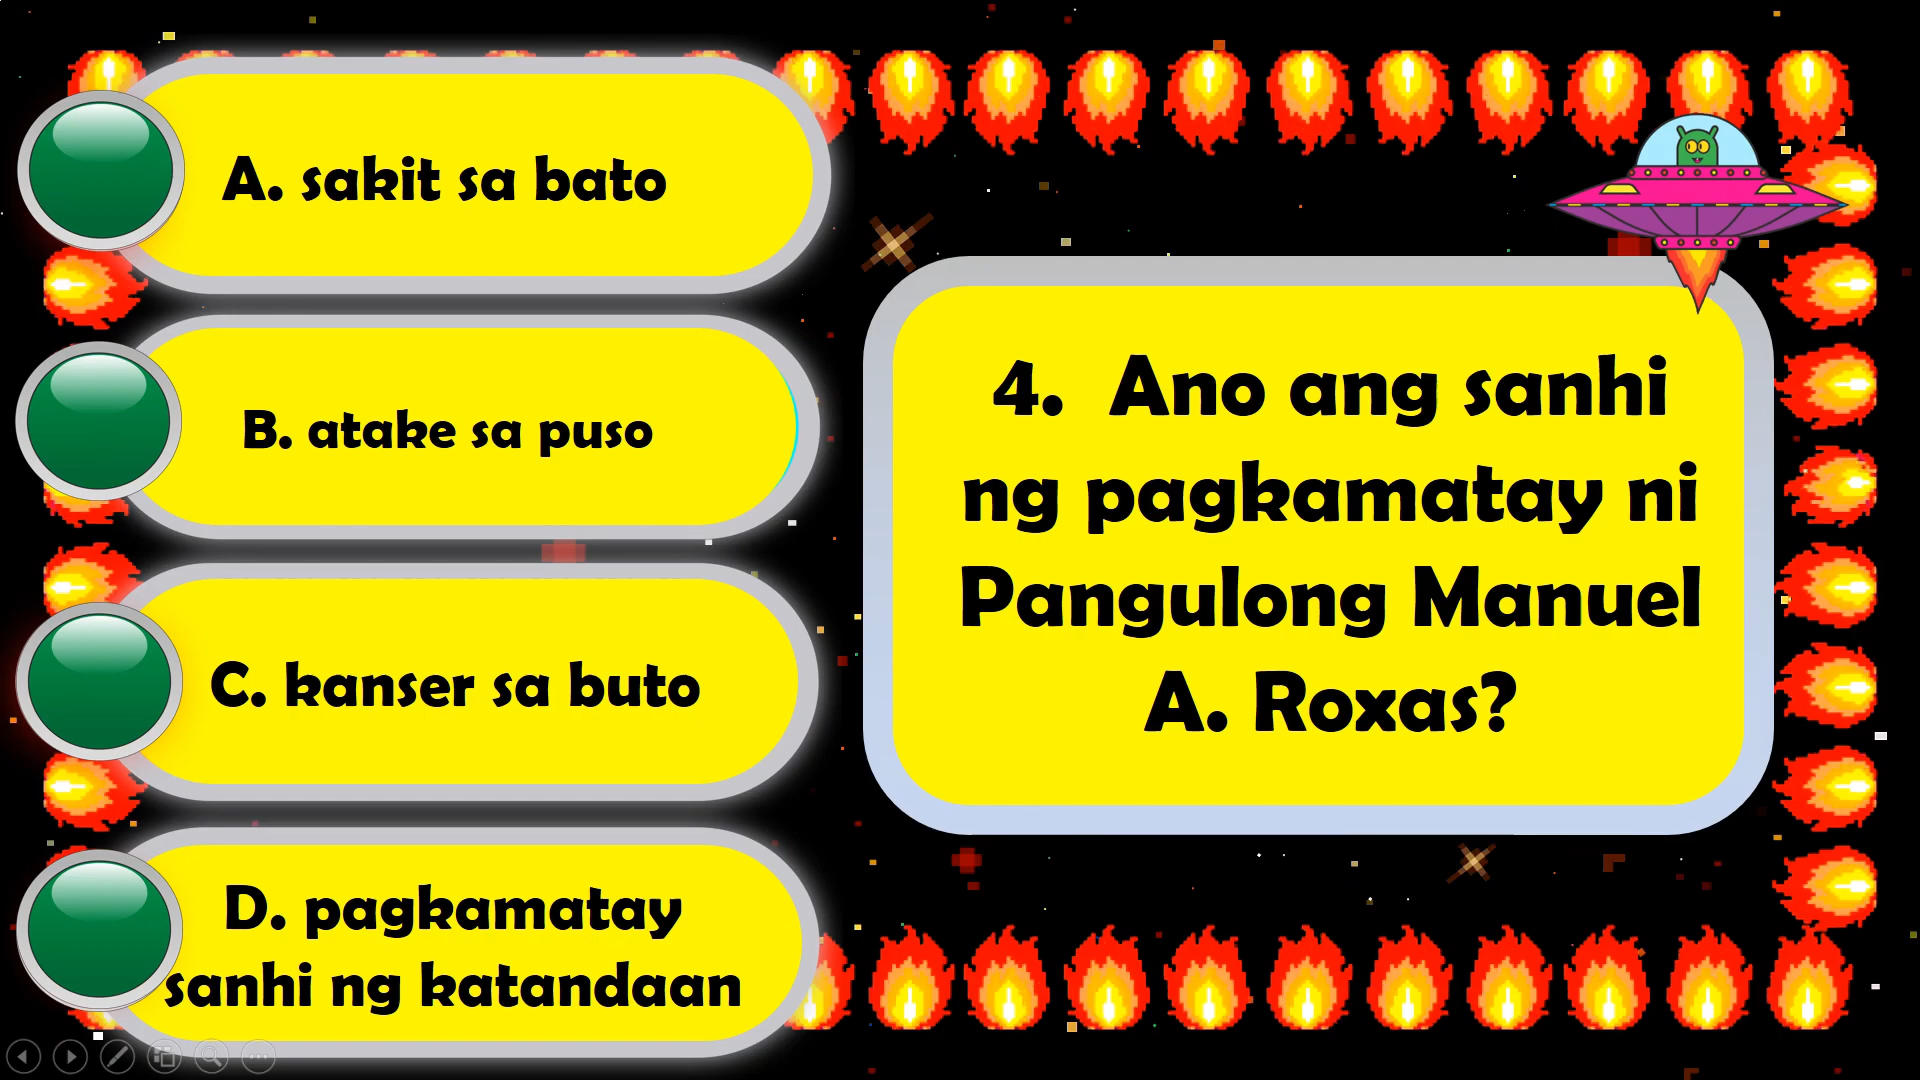 A. sakit sa bato
B. atake sa puso
C. kanser sa buto
D. pagkamatay
sanhi ng katandaan
4. Ano ang sanhi
ng pagkamatay ni
Pangulong Manuel
A. Roxas?